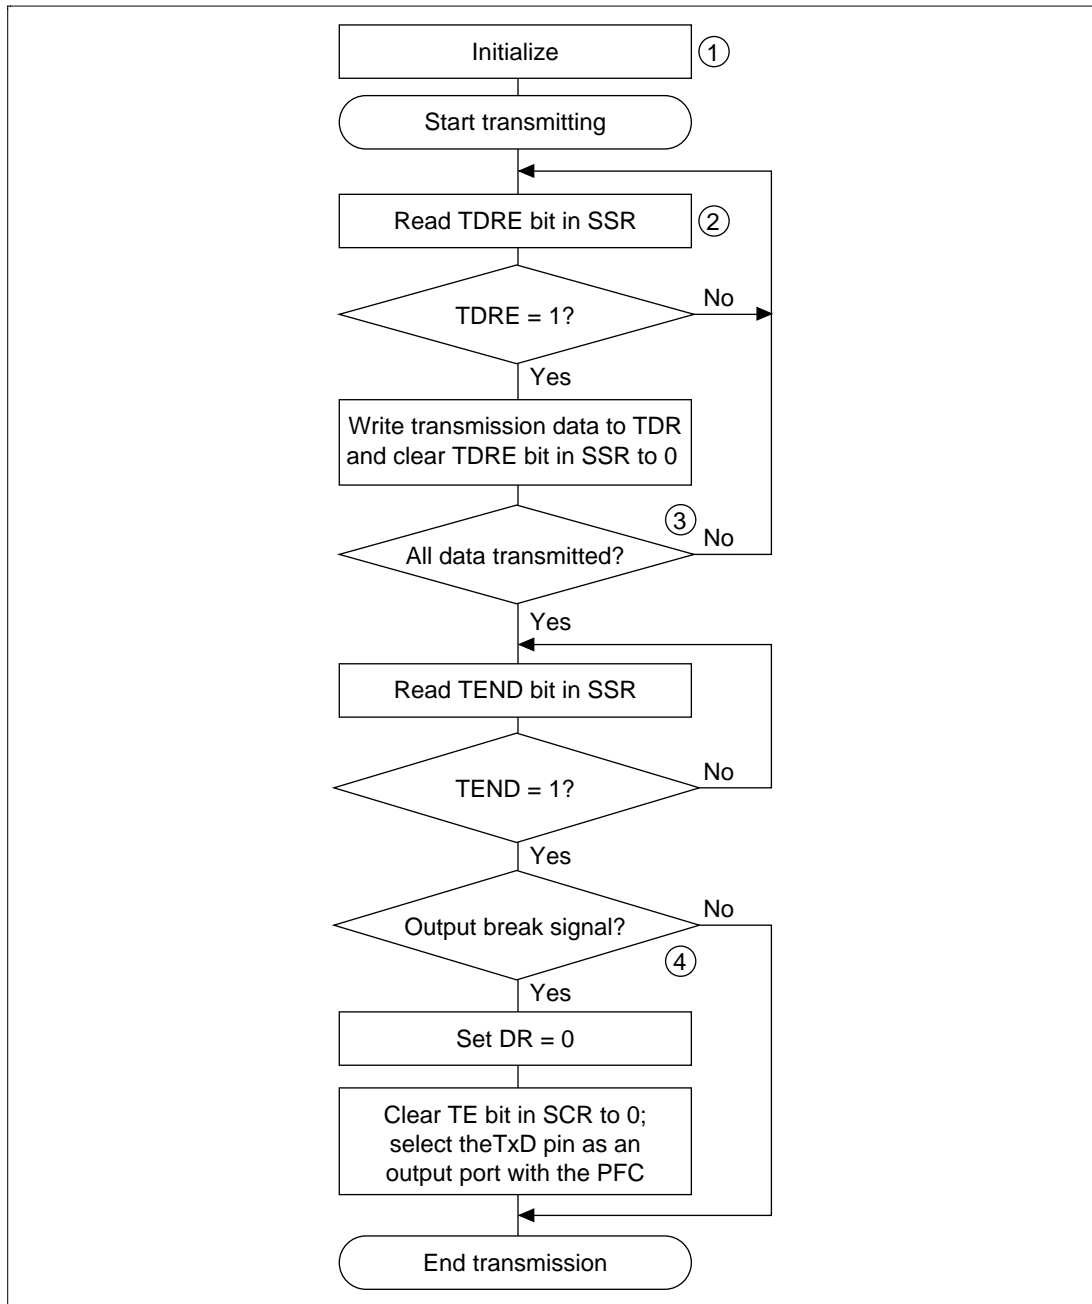 Initialize
1
Start transmitting
Read TDRE bit in SSR
2
TDRE = 1?
No
Yes
Write transmission data to TDR
and clear TDRE bit in SSR to 0
3
All data transmitted?
No
Yes
Read TEND bit in SSR
TEND = 1?
No
Yes
Output break signal?
No
4
Yes
Set DR = 0
Clear TE bit in SCR to 0;
select theTxD pin as an
output port with the PFC
End transmission